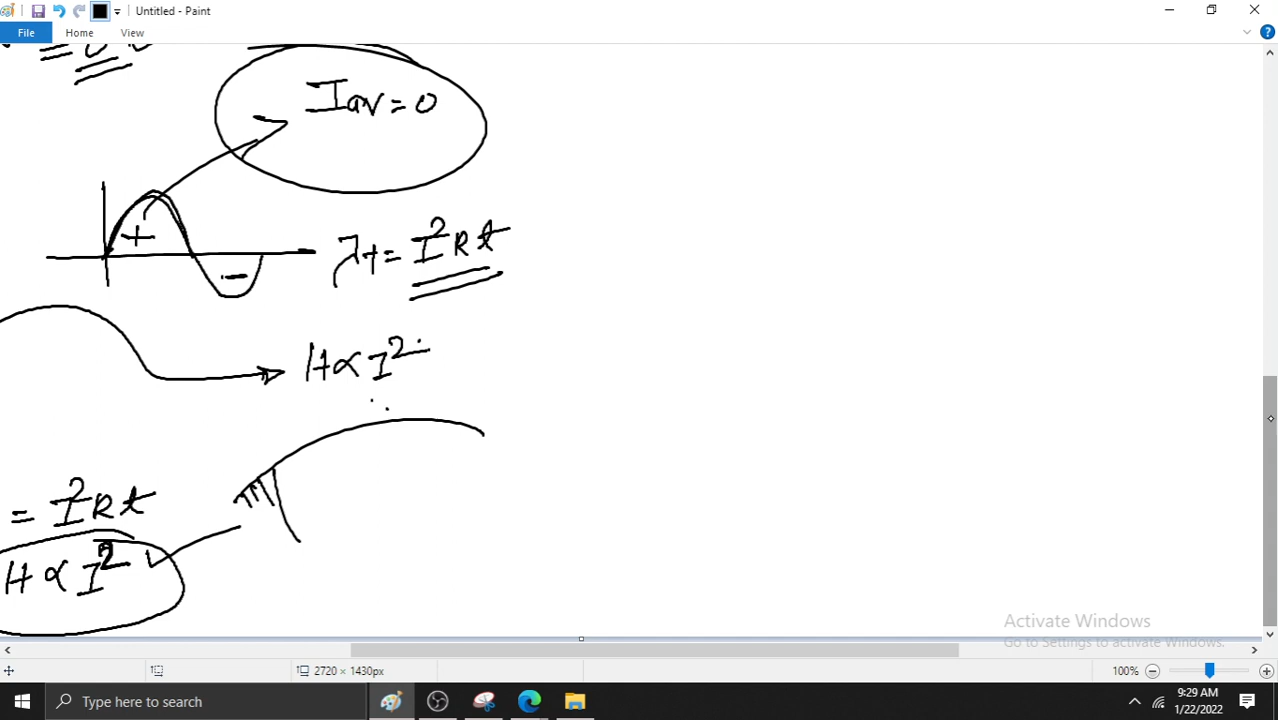 Untitled - Paint
File Home View
Iav = 0
+
-
H = I²Rt
H ∝ I²
= I²Rt
H ∝ I²
Activate Windows
Go to Settings to activate Windows.
2720 × 1430px
100%
Type here to search
9:29 AM
1/22/2022